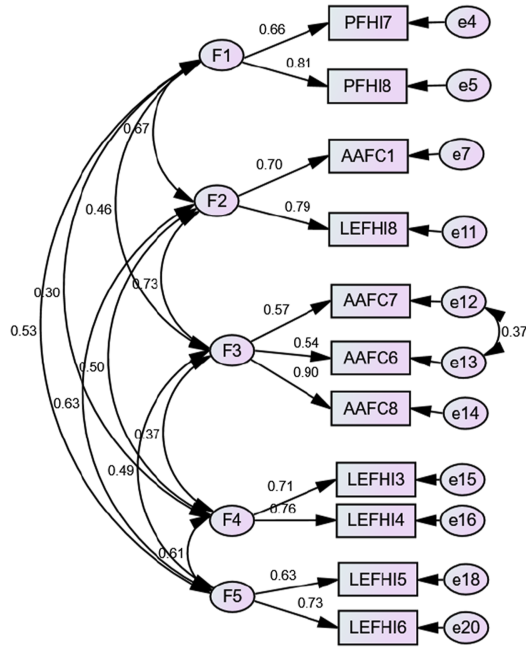 0.66 PFHI7 e4
F1
0.81 PFHI8 e5
0.67
0.70 AAFC1 e7
F2
0.46
0.79 LEFHI8 e11
0.73
0.57 AAFC7 e12
0.30
0.53
0.37
F3 0.54 AAFC6 e13
0.50
0.90
0.63
AAFC8 e14
0.37
0.49
0.71 LEFHI3 e15
F4 0.76 LEFHI4 e16
0.61
0.63 LEFHI5 e18
F5
0.73 LEFHI6 e20